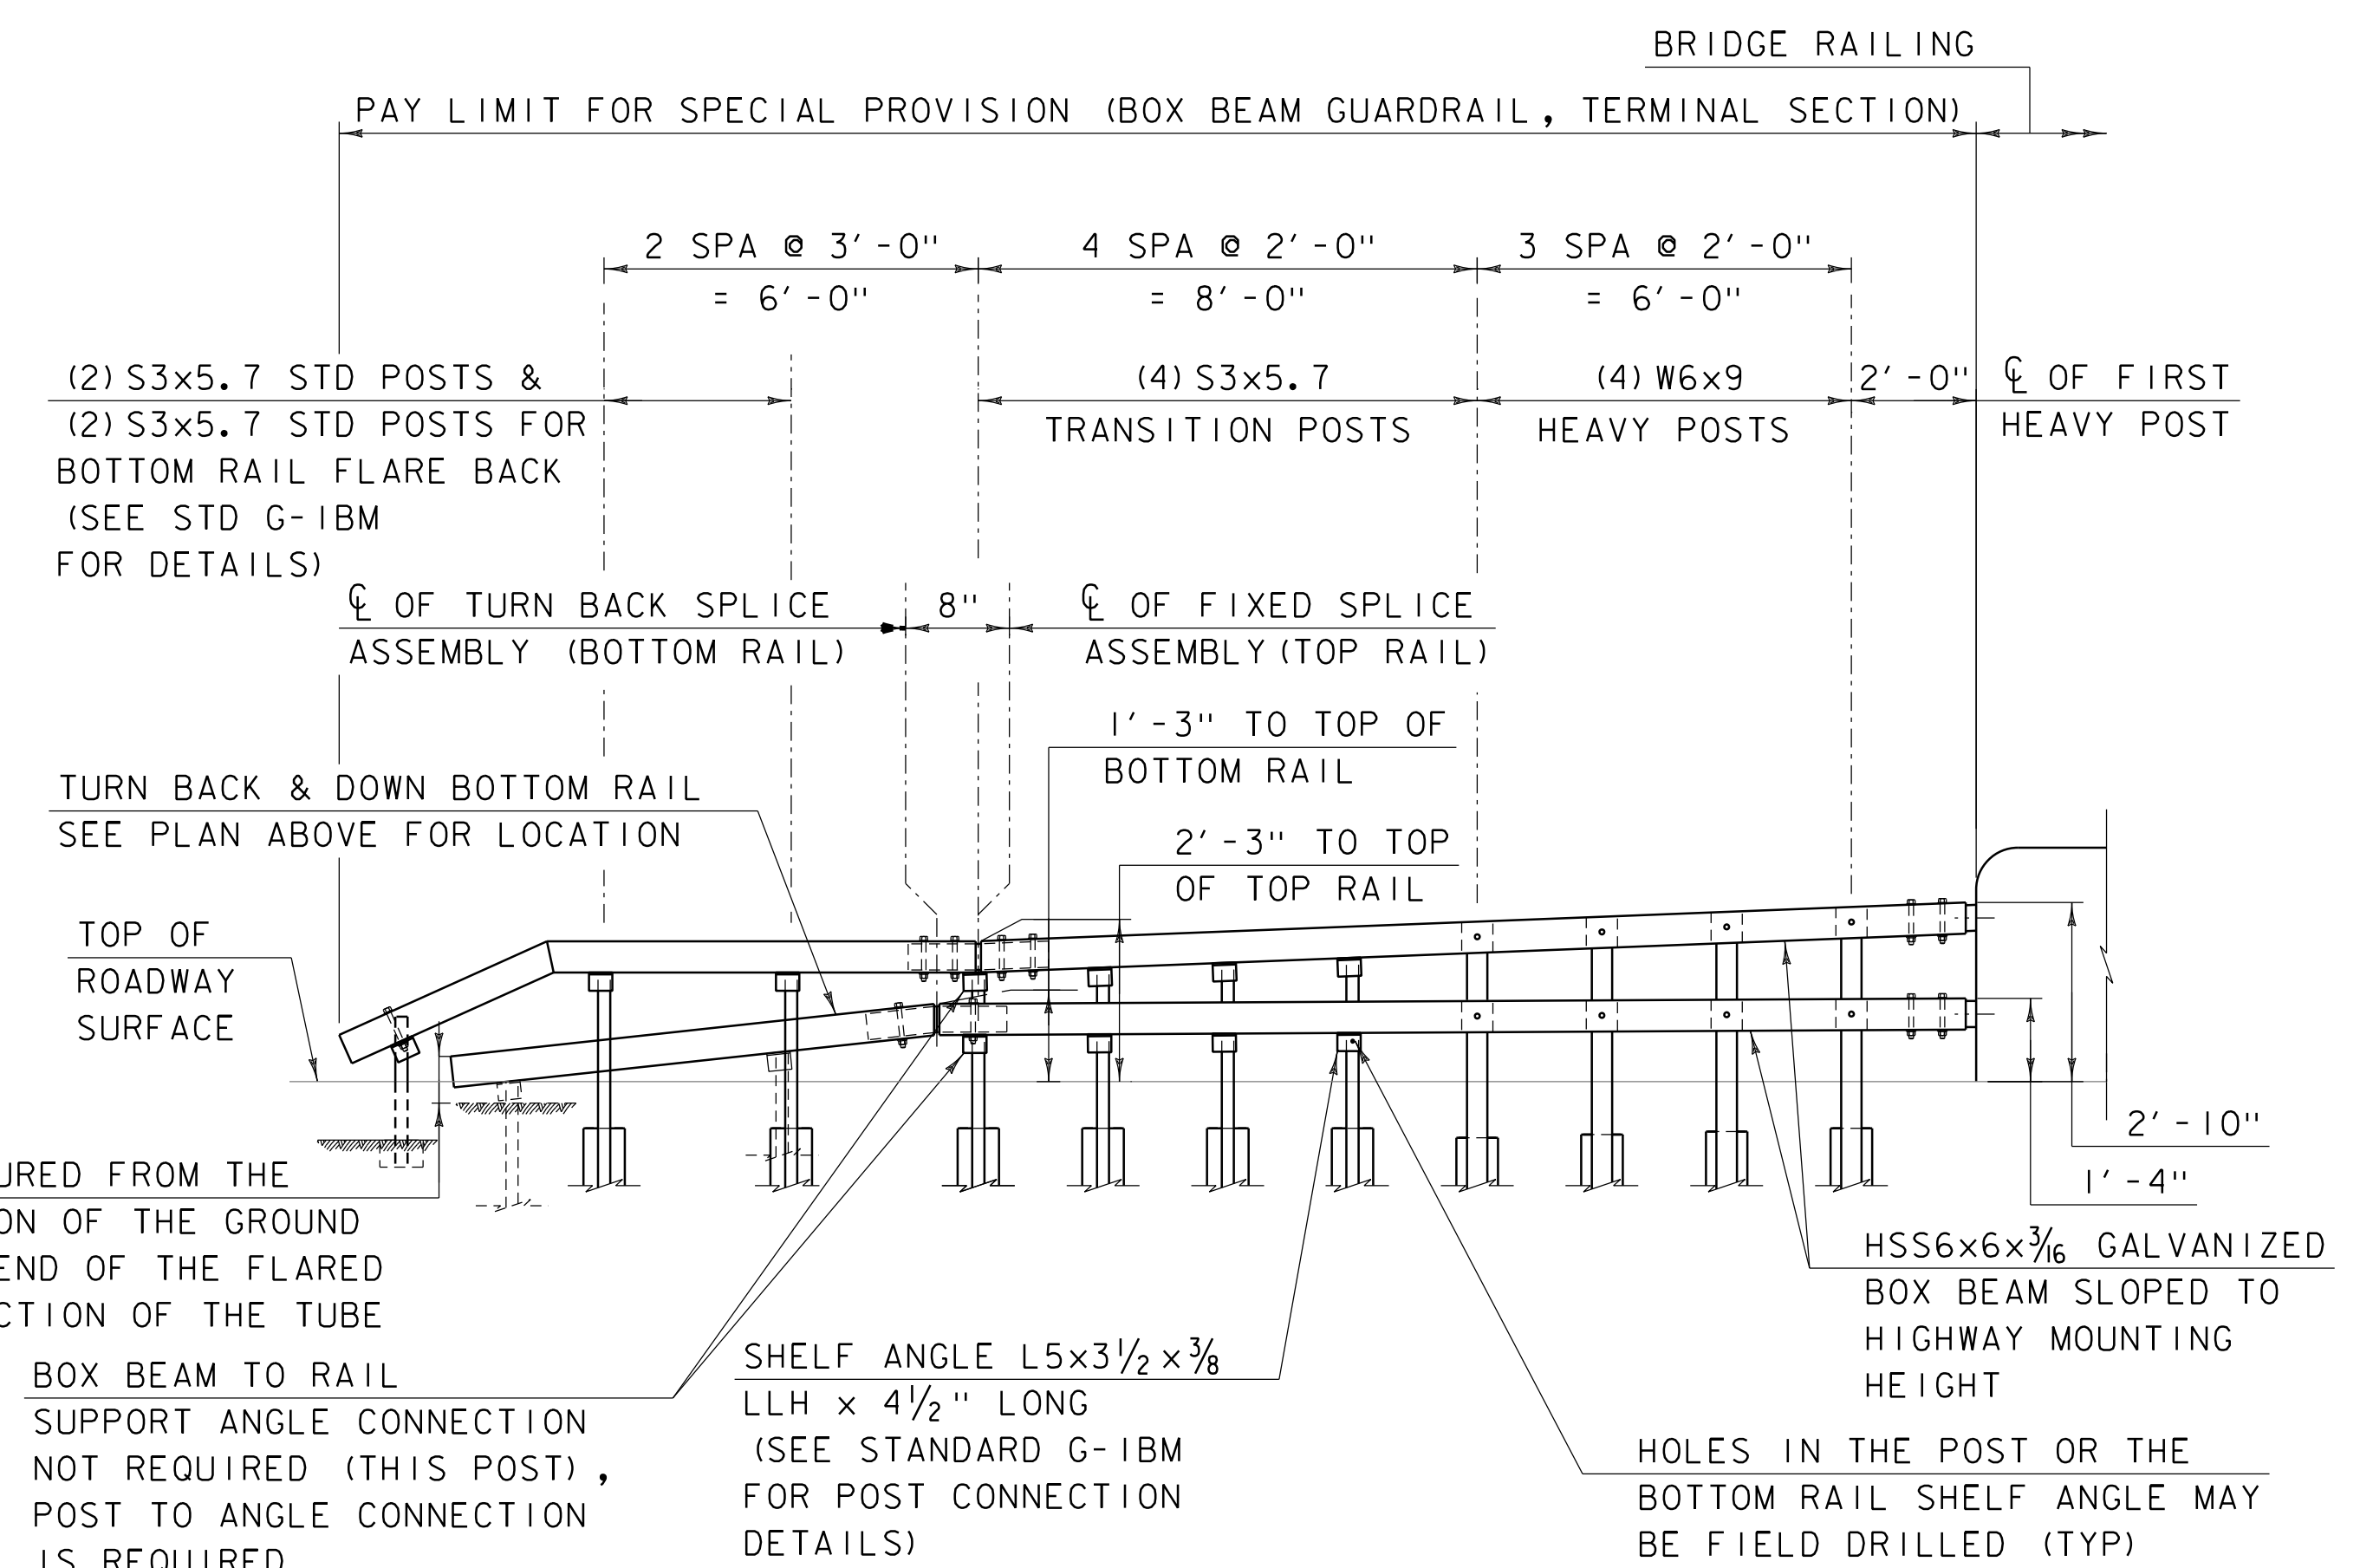 BRIDGE RAILING
PAY LIMIT FOR SPECIAL PROVISION (BOX BEAM GUARDRAIL, TERMINAL SECTION)
2 SPA @ 3'-0"
= 6'-0"
4 SPA @ 2'-0"
= 8'-0"
3 SPA @ 2'-0"
= 6'-0"
(2) S3x5.7 STD POSTS &
(2) S3x5.7 STD POSTS FOR
BOTTOM RAIL FLARE BACK
(SEE STD G-1BM
FOR DETAILS)
(4) S3x5.7
TRANSITION POSTS
(4) W6x9
HEAVY POSTS
2'-0"
℄ OF FIRST
HEAVY POST
℄ OF TURN BACK SPLICE
ASSEMBLY (BOTTOM RAIL)
8"
℄ OF FIXED SPLICE
ASSEMBLY (TOP RAIL)
1'-3" TO TOP OF
BOTTOM RAIL
TURN BACK & DOWN BOTTOM RAIL
SEE PLAN ABOVE FOR LOCATION
2'-3" TO TOP
OF TOP RAIL
TOP OF
ROADWAY
SURFACE
2'-10"
1'-4"
URED FROM THE
ON OF THE GROUND
END OF THE FLARED
CTION OF THE TUBE
HSS6x6x3/16 GALVANIZED
BOX BEAM SLOPED TO
HIGHWAY MOUNTING
HEIGHT
BOX BEAM TO RAIL
SUPPORT ANGLE CONNECTION
NOT REQUIRED (THIS POST),
POST TO ANGLE CONNECTION
IS REQUIRED
SHELF ANGLE L5x3 1/2 x 3/8
LLH x 4 1/2" LONG
(SEE STANDARD G-1BM
FOR POST CONNECTION
DETAILS)
HOLES IN THE POST OR THE
BOTTOM RAIL SHELF ANGLE MAY
BE FIELD DRILLED (TYP)